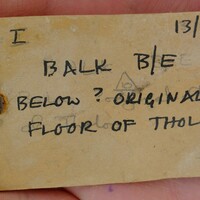 I 13/
BALK B/E
BELOW ? ORIGINAL
FLOOR OF THOL